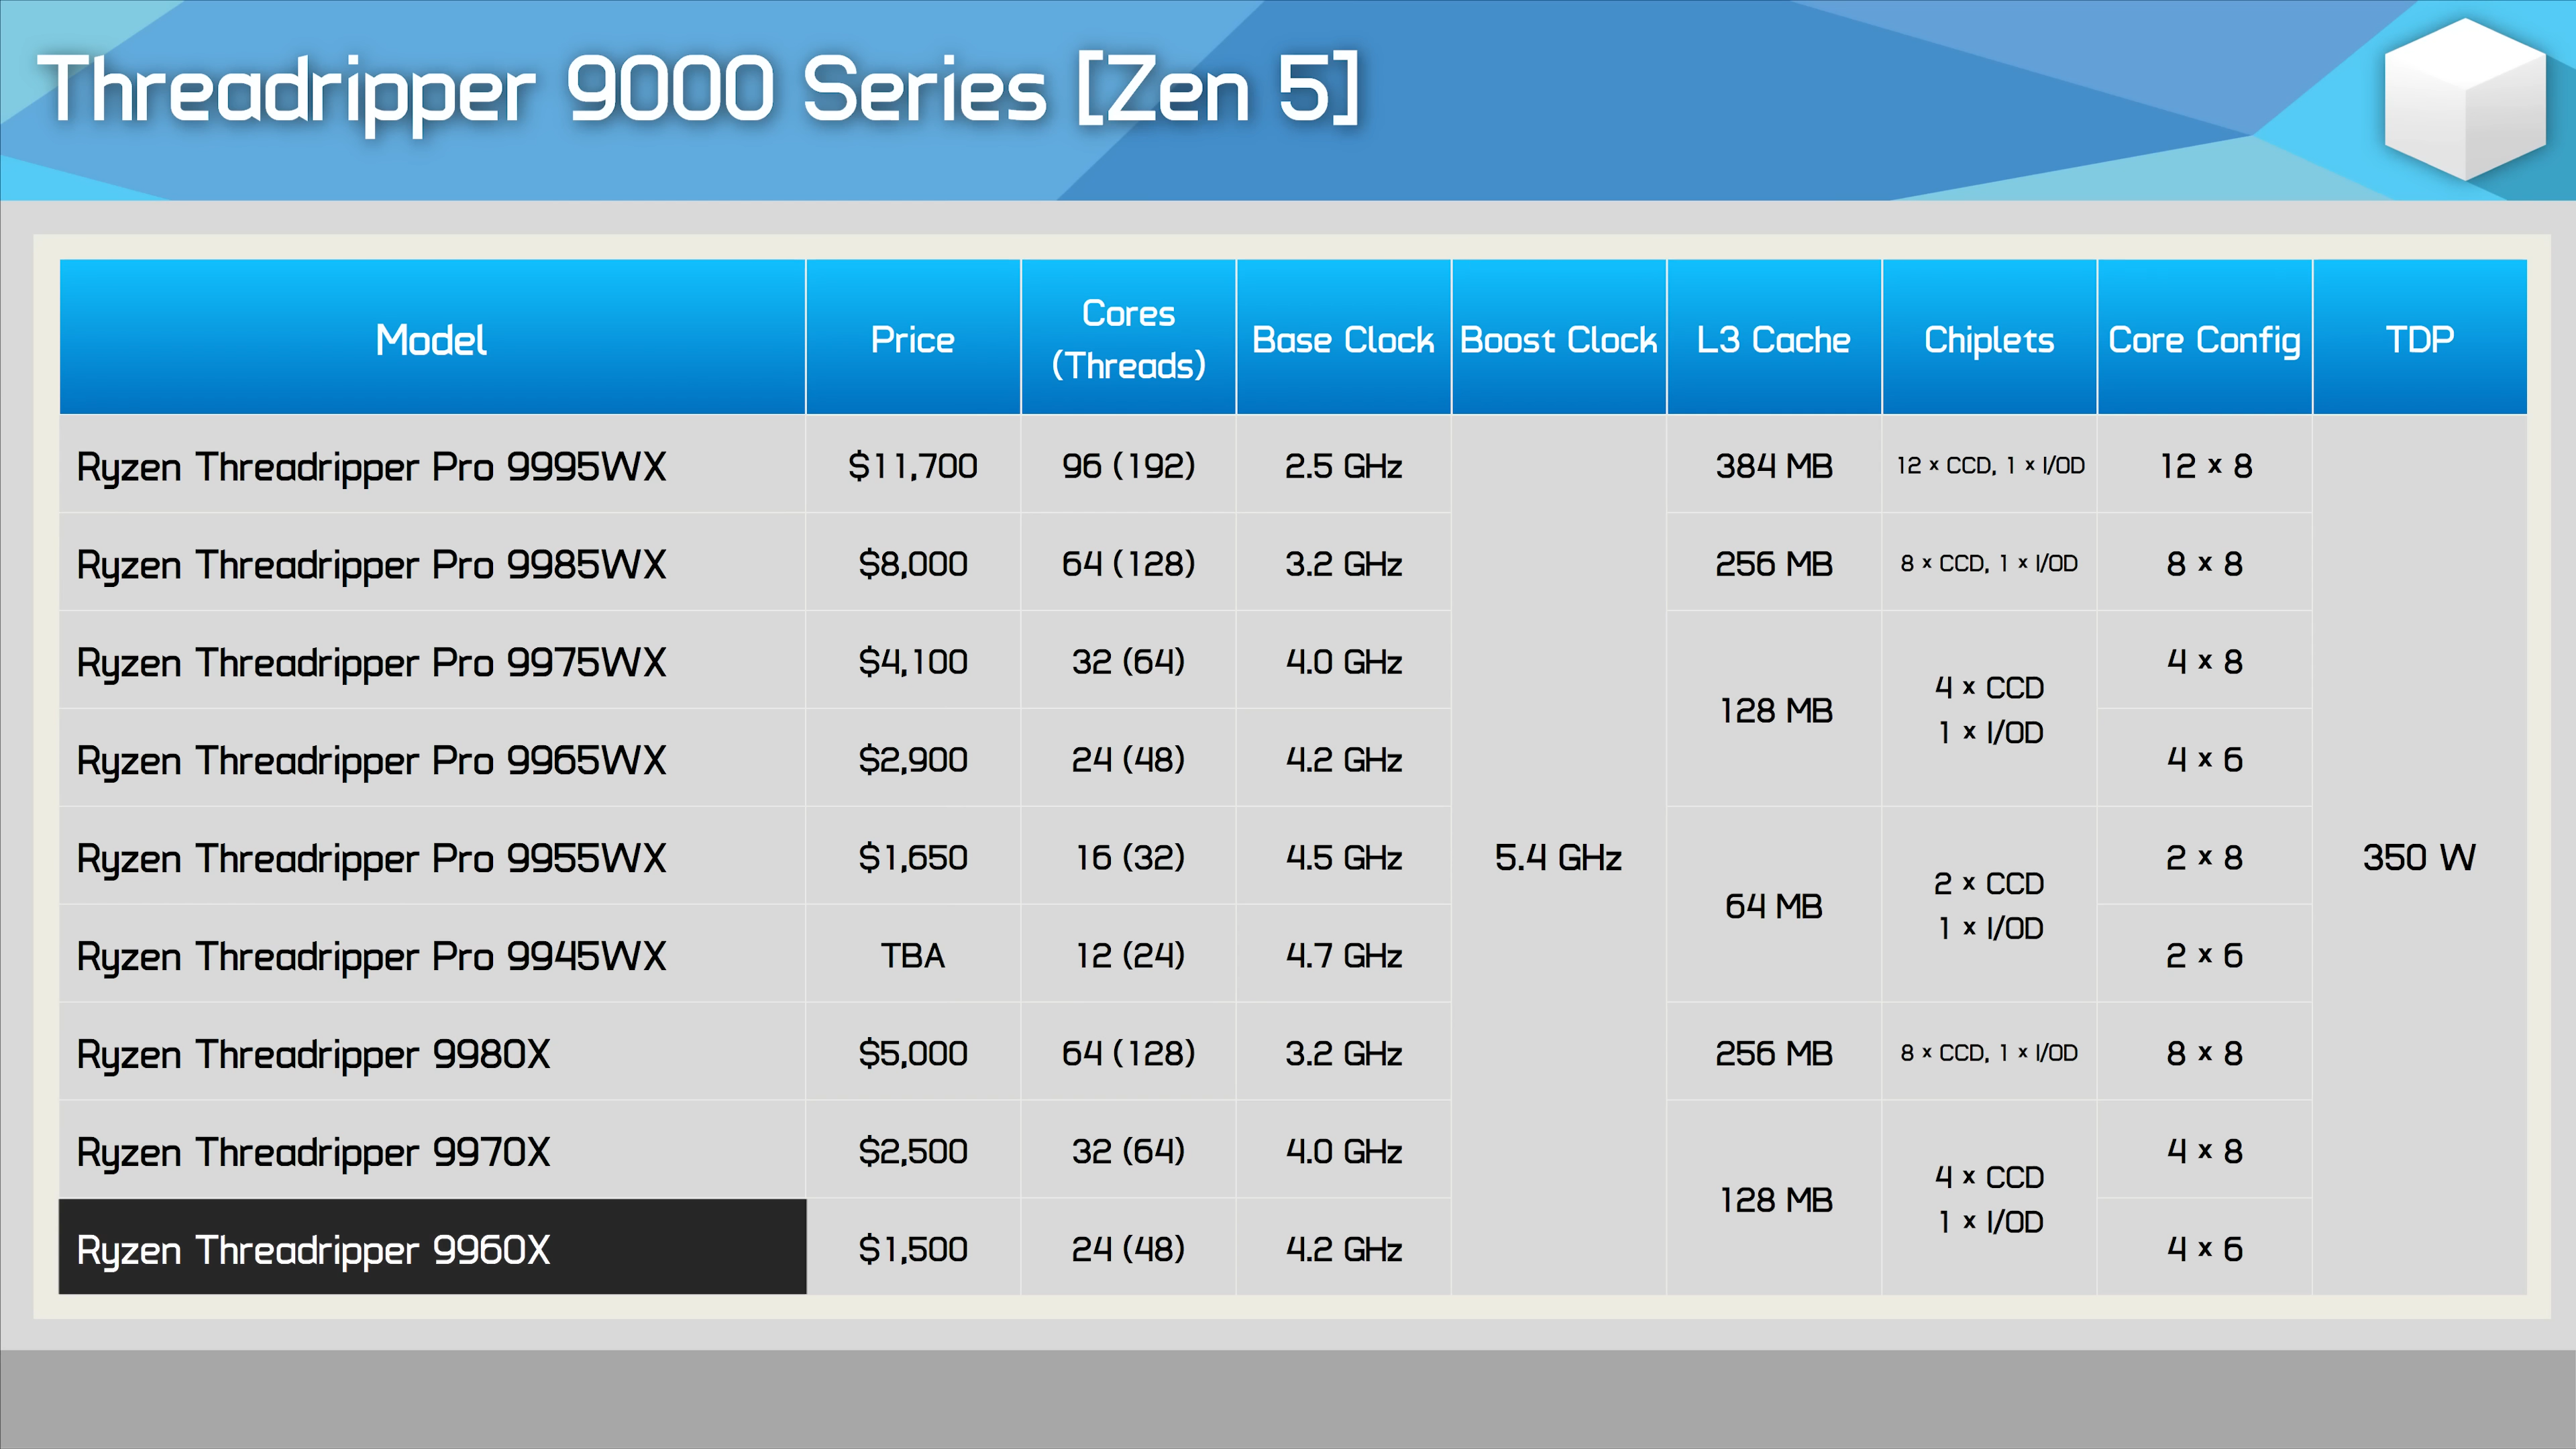 Threadripper 9000 Series [Zen 5]
Model Price Cores (Threads) Base Clock Boost Clock L3 Cache Chiplets Core Config TDP
Ryzen Threadripper Pro 9995WX $11,700 96 (192) 2.5 GHz 384 MB 12 x CCD, 1 x I/OD 12 x 8
Ryzen Threadripper Pro 9985WX $8,000 64 (128) 3.2 GHz 256 MB 8 x CCD, 1 x I/OD 8 x 8
Ryzen Threadripper Pro 9975WX $4,100 32 (64) 4.0 GHz 128 MB 4 x CCD 1 x I/OD 4 x 8
Ryzen Threadripper Pro 9965WX $2,900 24 (48) 4.2 GHz 4 x 6
Ryzen Threadripper Pro 9955WX $1,650 16 (32) 4.5 GHz 5.4 GHz 64 MB 2 x CCD 1 x I/OD 2 x 8 350 W
Ryzen Threadripper Pro 9945WX TBA 12 (24) 4.7 GHz 2 x 6
Ryzen Threadripper 9980X $5,000 64 (128) 3.2 GHz 256 MB 8 x CCD, 1 x I/OD 8 x 8
Ryzen Threadripper 9970X $2,500 32 (64) 4.0 GHz 128 MB 4 x CCD 1 x I/OD 4 x 8
Ryzen Threadripper 9960X $1,500 24 (48) 4.2 GHz 4 x 6